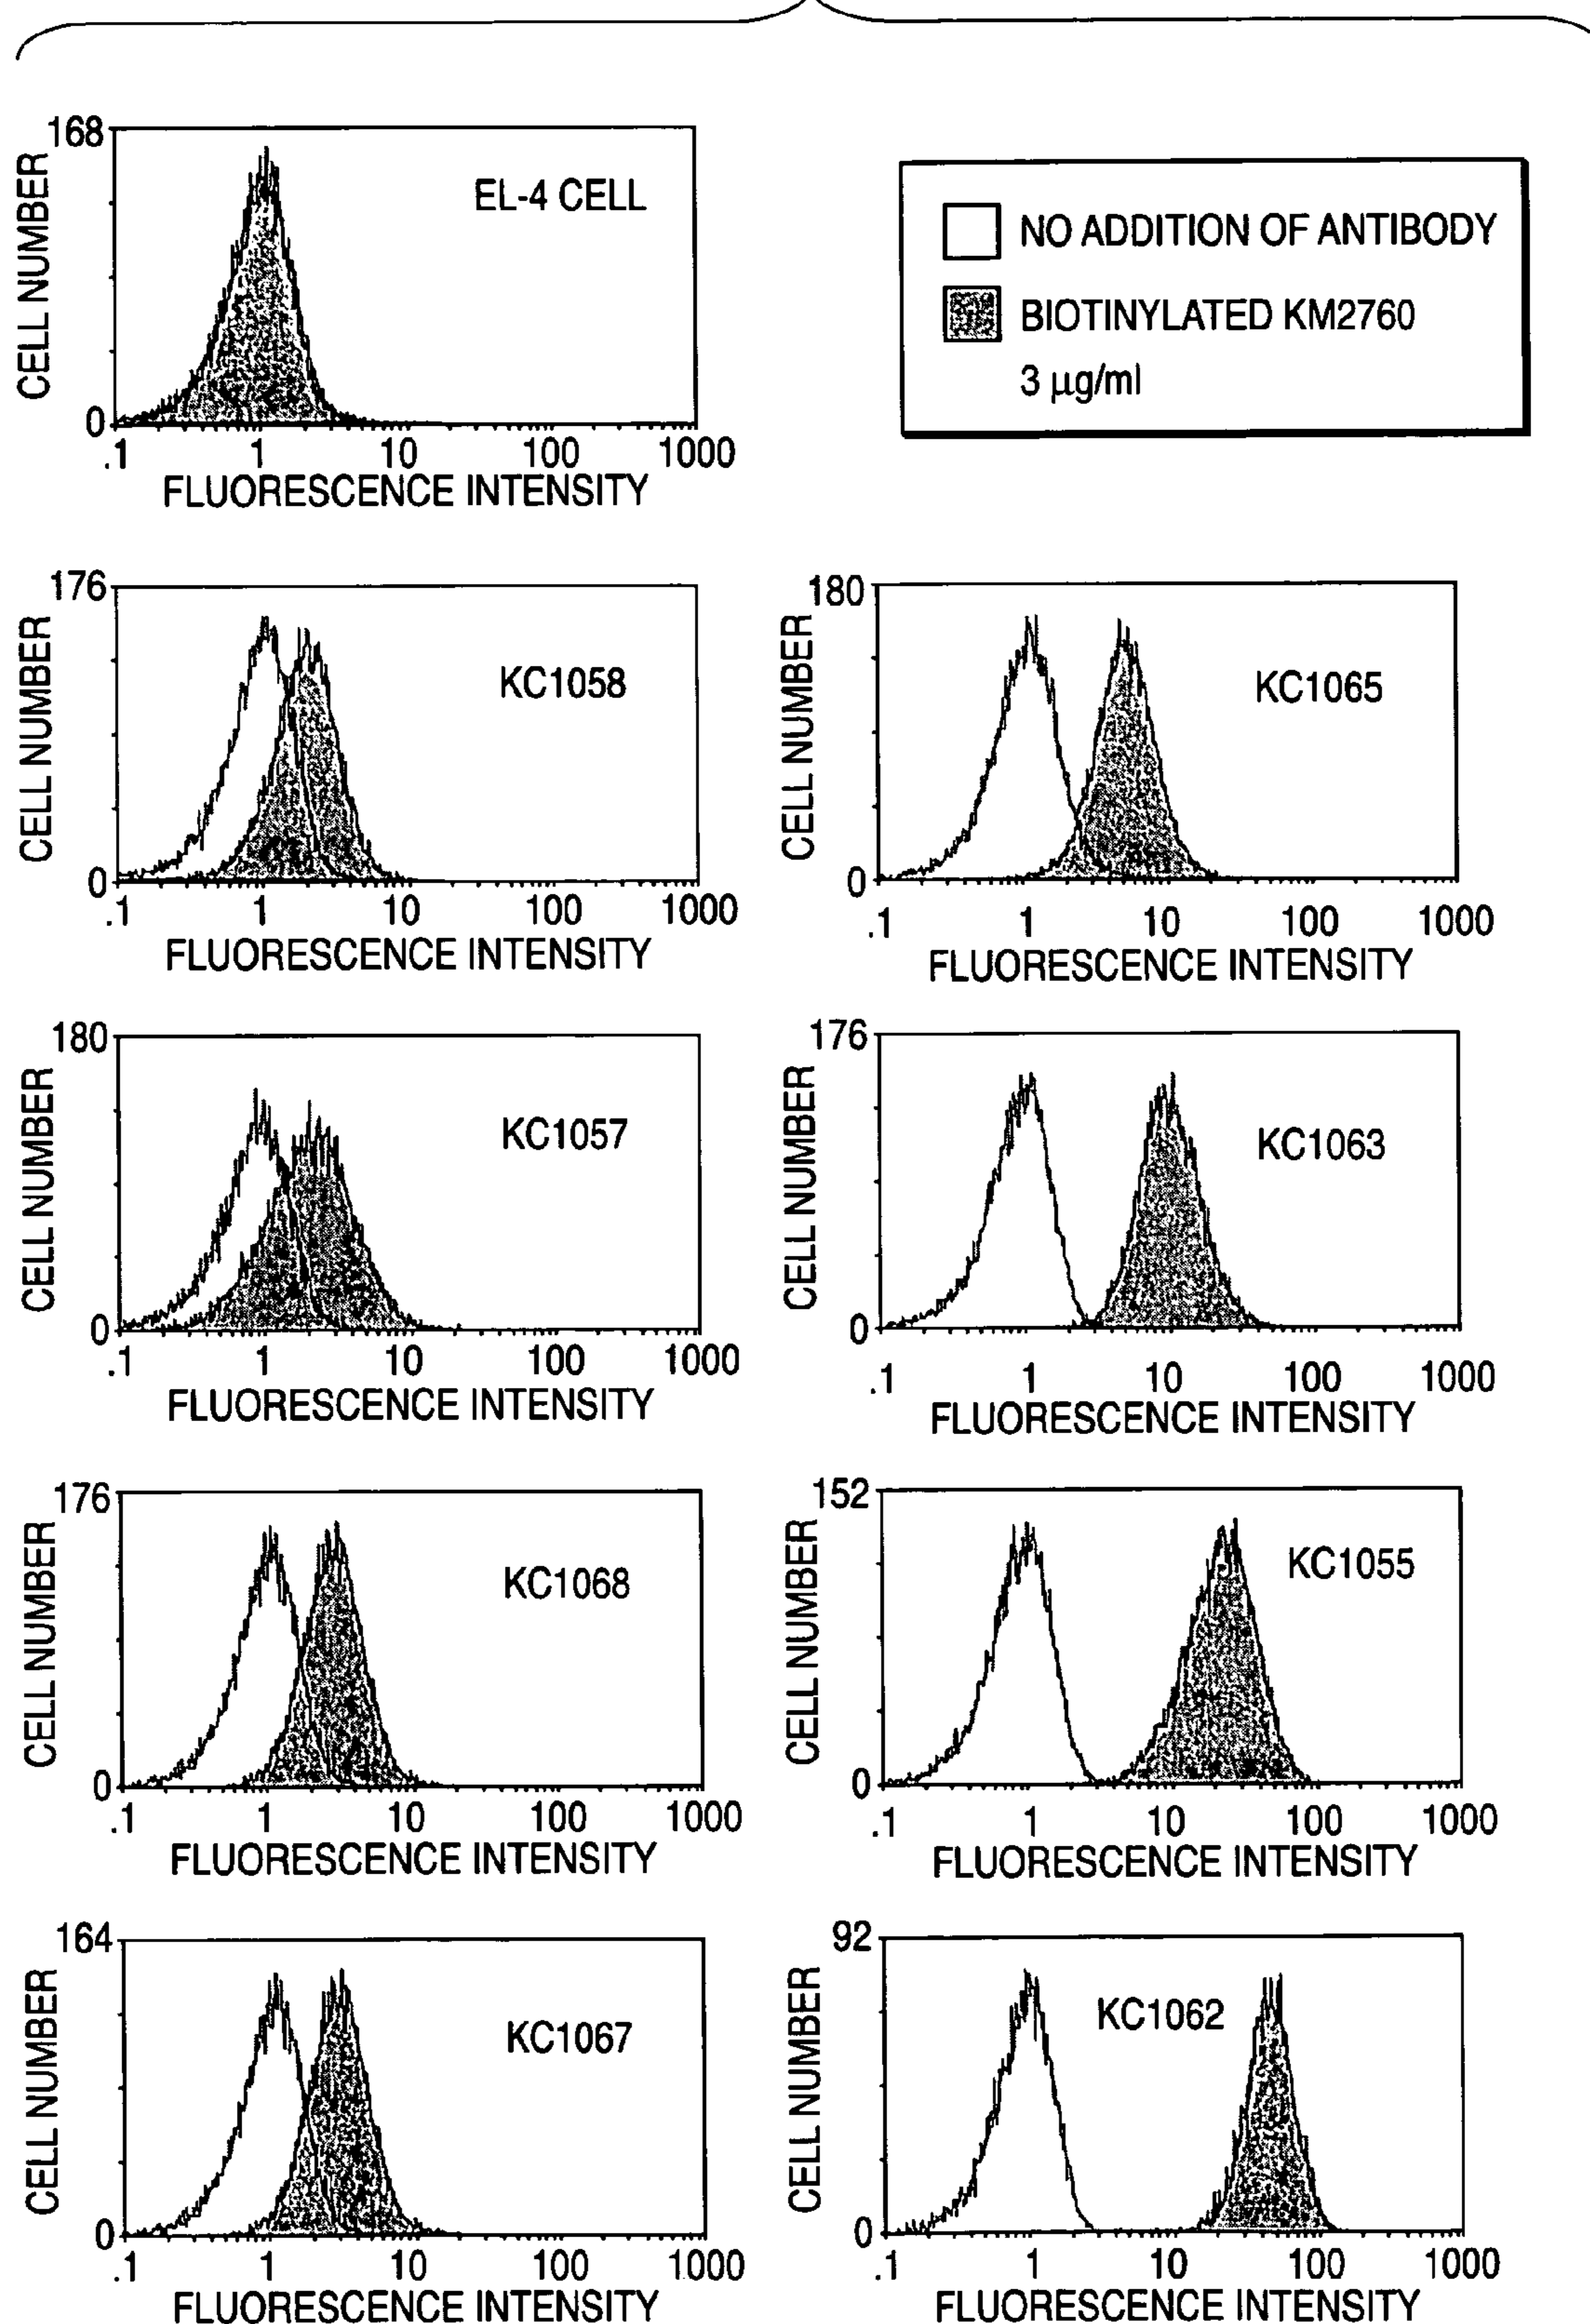 168
CELL NUMBER
EL-4 CELL
0
.1 1 10 100 1000
FLUORESCENCE INTENSITY
NO ADDITION OF ANTIBODY
BIOTINYLATED KM2760
3 µg/ml
176
CELL NUMBER
KC1058
0
.1 1 10 100 1000
FLUORESCENCE INTENSITY
180
CELL NUMBER
KC1065
0
.1 1 10 100 1000
FLUORESCENCE INTENSITY
180
CELL NUMBER
KC1057
0
.1 1 10 100 1000
FLUORESCENCE INTENSITY
176
CELL NUMBER
KC1063
0
.1 1 10 100 1000
FLUORESCENCE INTENSITY
176
CELL NUMBER
KC1068
0
.1 1 10 100 1000
FLUORESCENCE INTENSITY
152
CELL NUMBER
KC1055
0
.1 1 10 100 1000
FLUORESCENCE INTENSITY
164
CELL NUMBER
KC1067
0
.1 1 10 100 1000
FLUORESCENCE INTENSITY
92
CELL NUMBER
KC1062
0
.1 1 10 100 1000
FLUORESCENCE INTENSITY